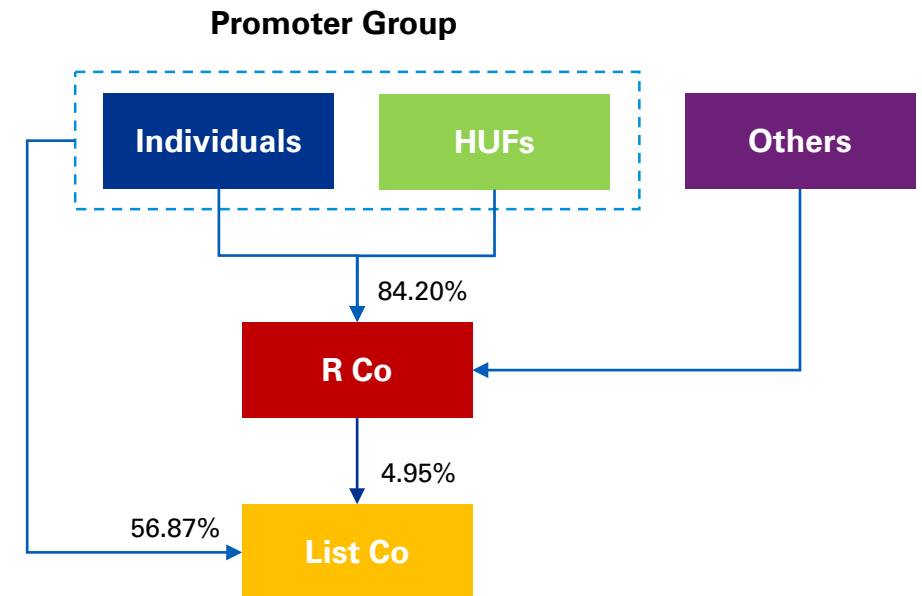 Promoter Group
Individuals
HUFs
Others
84.20%
R Co
4.95%
56.87%
List Co